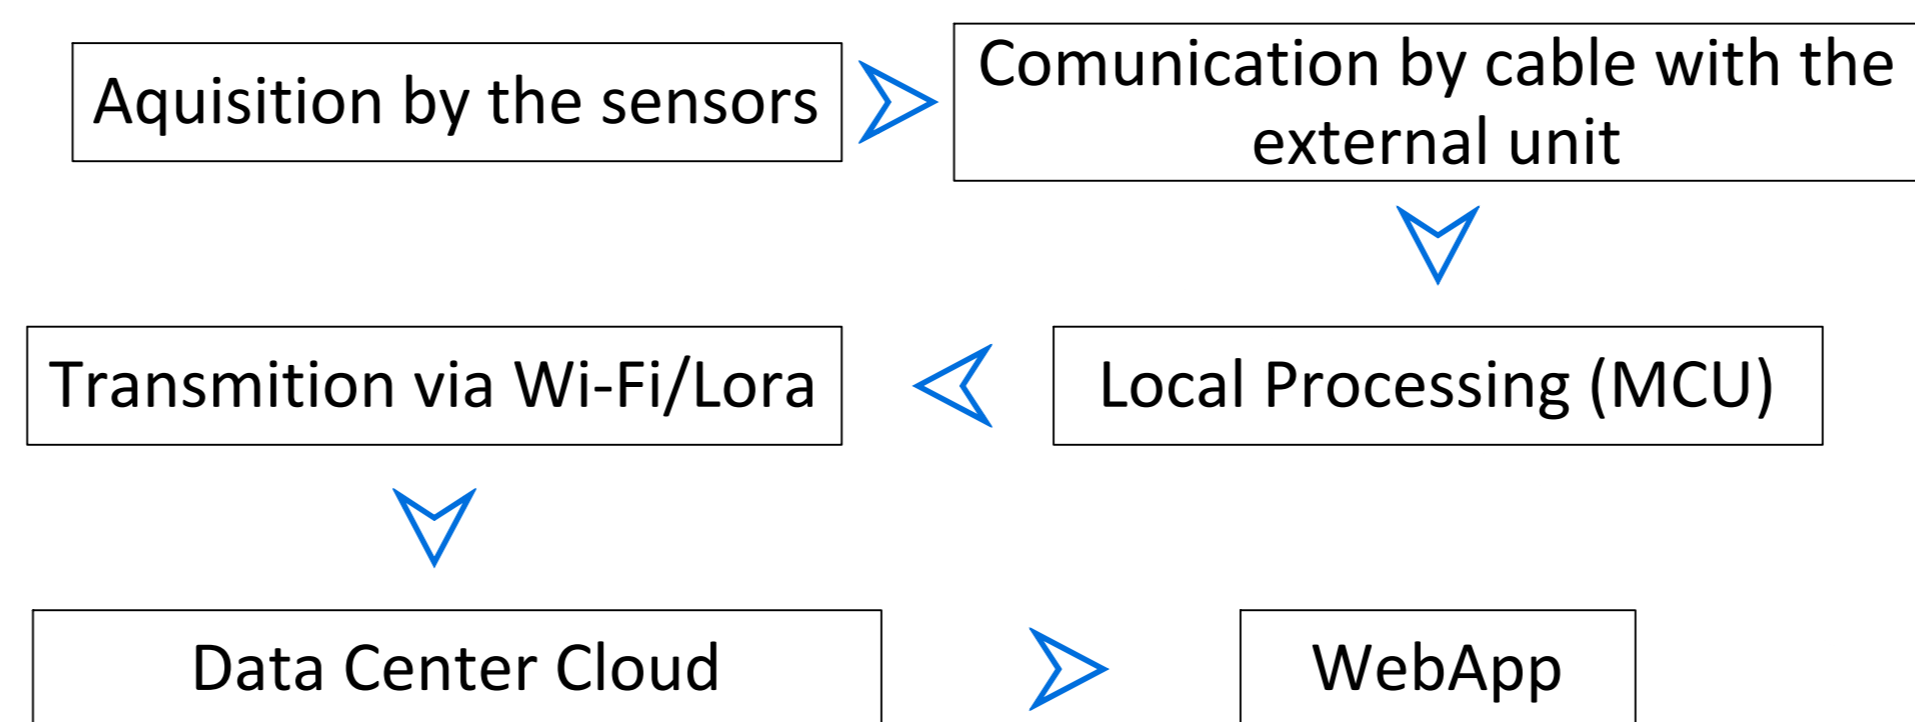 Aquisition by the sensors
Comunication by cable with the
external unit
Transmition via Wi-Fi/Lora
Local Processing (MCU)
Data Center Cloud
WebApp